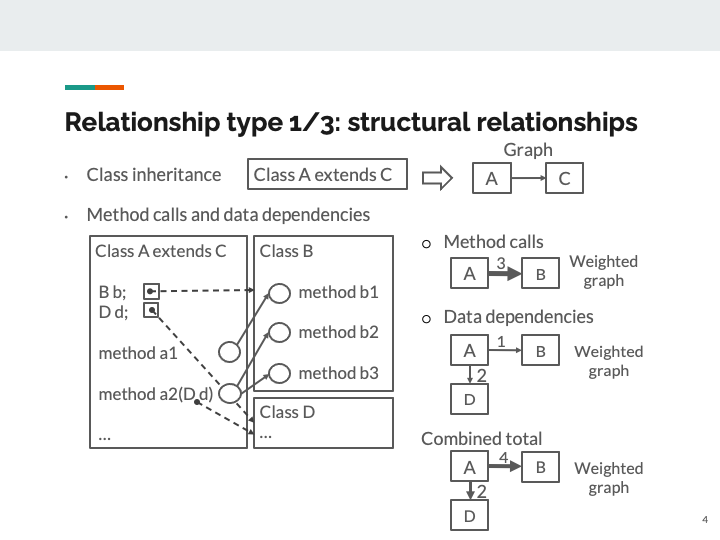 Relationship type 1/3: structural relationships
• Class inheritance
Class A extends C
Graph
A
C
• Method calls and data dependencies
Class A extends C
B b;
D d;
method a1
method a2(D d)
...
Class B
method b1
method b2
method b3
Class D
...
Method calls
A
3
B
Weighted
graph
Data dependencies
A
1
B
2
D
Weighted
graph
Combined total
A
4
B
2
D
Weighted
graph
4